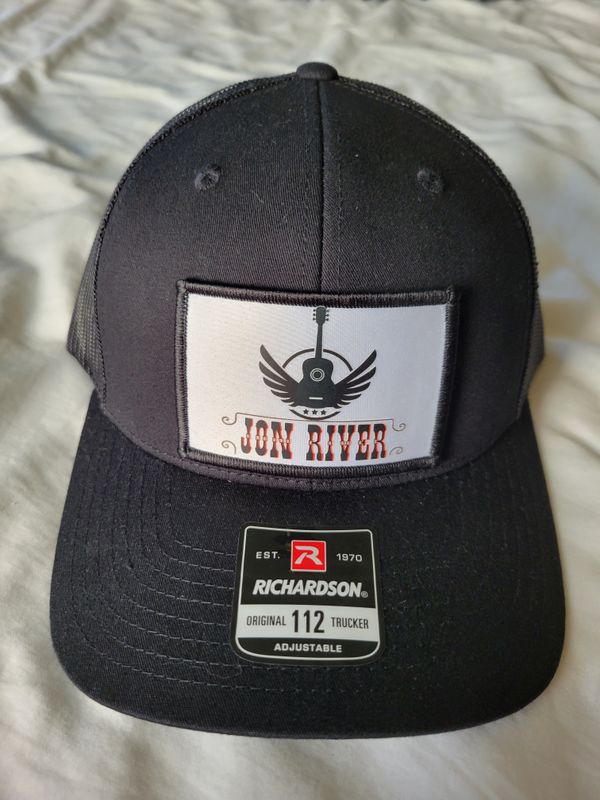 JON RIVER
EST. R 1970
RICHARDSON®
ORIGINAL 112 TRUCKER
ADJUSTABLE